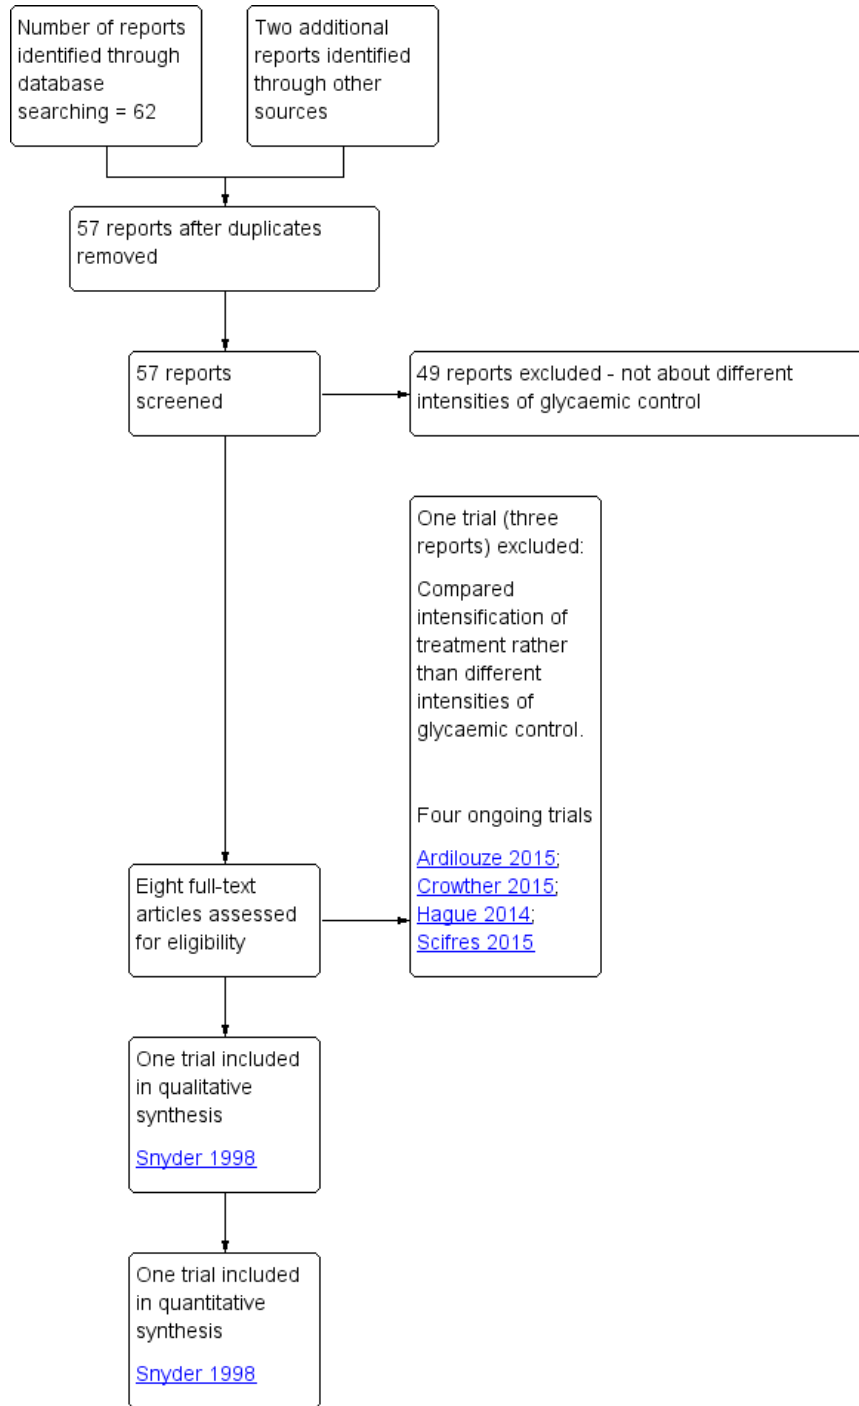 Number of reports
identified through
database
searching = 62
Two additional
reports identified
through other
sources
57 reports after duplicates
removed
57 reports
screened
49 reports excluded - not about different
intensities of glycaemic control
One trial (three
reports) excluded:
Compared
intensification of
treatment rather
than different
intensities of
glycaemic control.
Four ongoing trials
Ardilouze 2015;
Crowther 2015;
Hague 2014;
Scifres 2015
Eight full-text
articles assessed
for eligibility
One trial included
in qualitative
synthesis
Snyder 1998
One trial included
in quantitative
synthesis
Snyder 1998